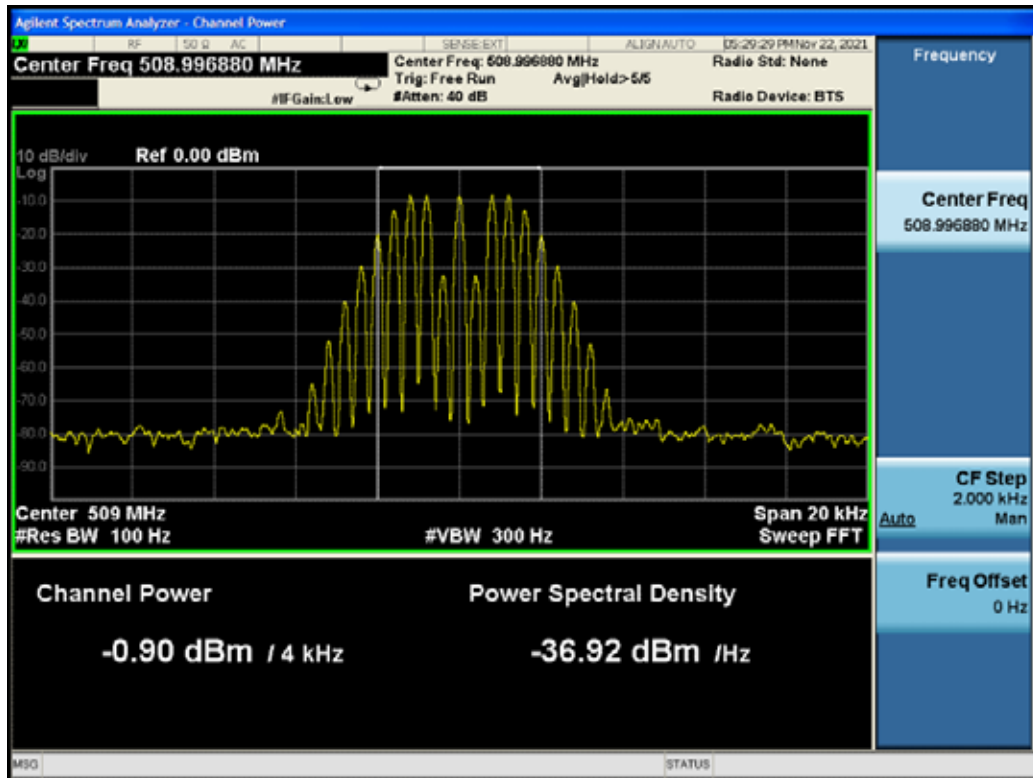 Agilent Spectrum Analyzer - Channel Power
LXI RF 50 Ω AC SENSE:EXT ALIGN AUTO 05:29:29 PM Nov 22, 2021
Center Freq 508.996880 MHz
Center Freq: 508.996880 MHz
Radio Std: None
Trig: Free Run Avg|Hold:> 5/5
#IFGain:Low
#Atten: 40 dB
Radio Device: BTS
Frequency
10 dB/div Ref 0.00 dBm
Log
-10.0
-20.0
-30.0
-40.0
-50.0
-60.0
-70.0
-80.0
-90.0
Center Freq
508.996880 MHz
Center 509 MHz
Span 20 kHz
#Res BW 100 Hz
#VBW 300 Hz
Sweep FFT
CF Step
2.000 kHz
Auto Man
Freq Offset
0 Hz
Channel Power
Power Spectral Density
-0.90 dBm / 4 kHz
-36.92 dBm /Hz
MSG
STATUS